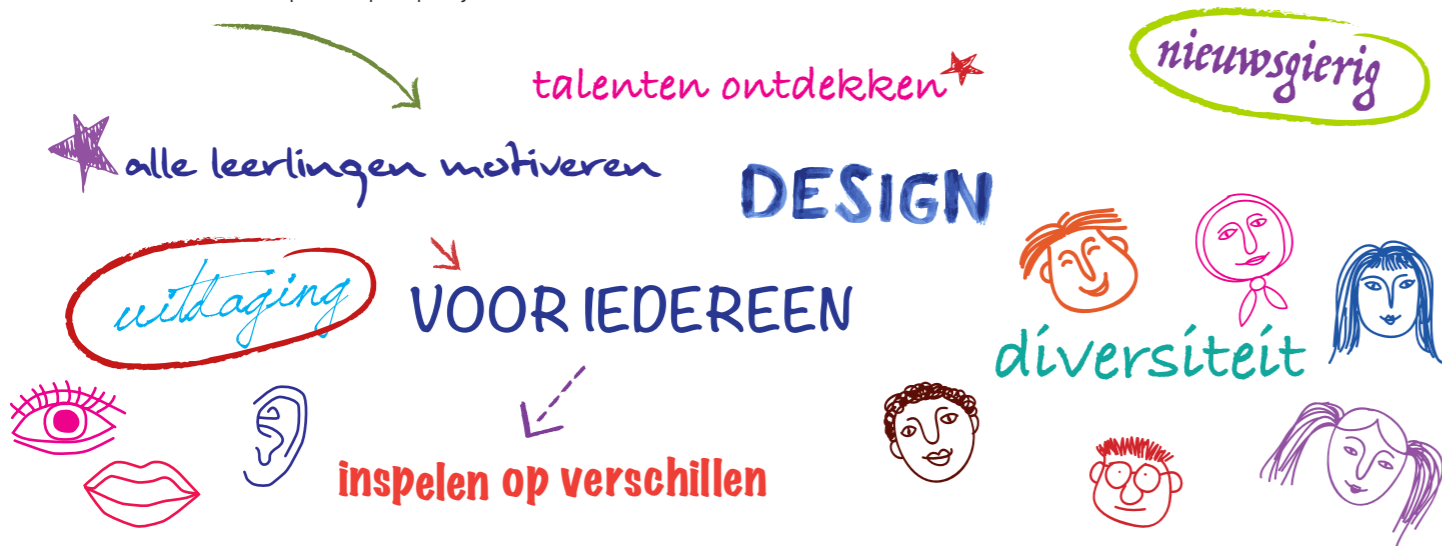 talenten ontdekken
nieuwsgierig
alle leerlingen motiveren
DESIGN
uitdaging
VOOR IEDEREEN
diversiteit
inspelen op verschillen